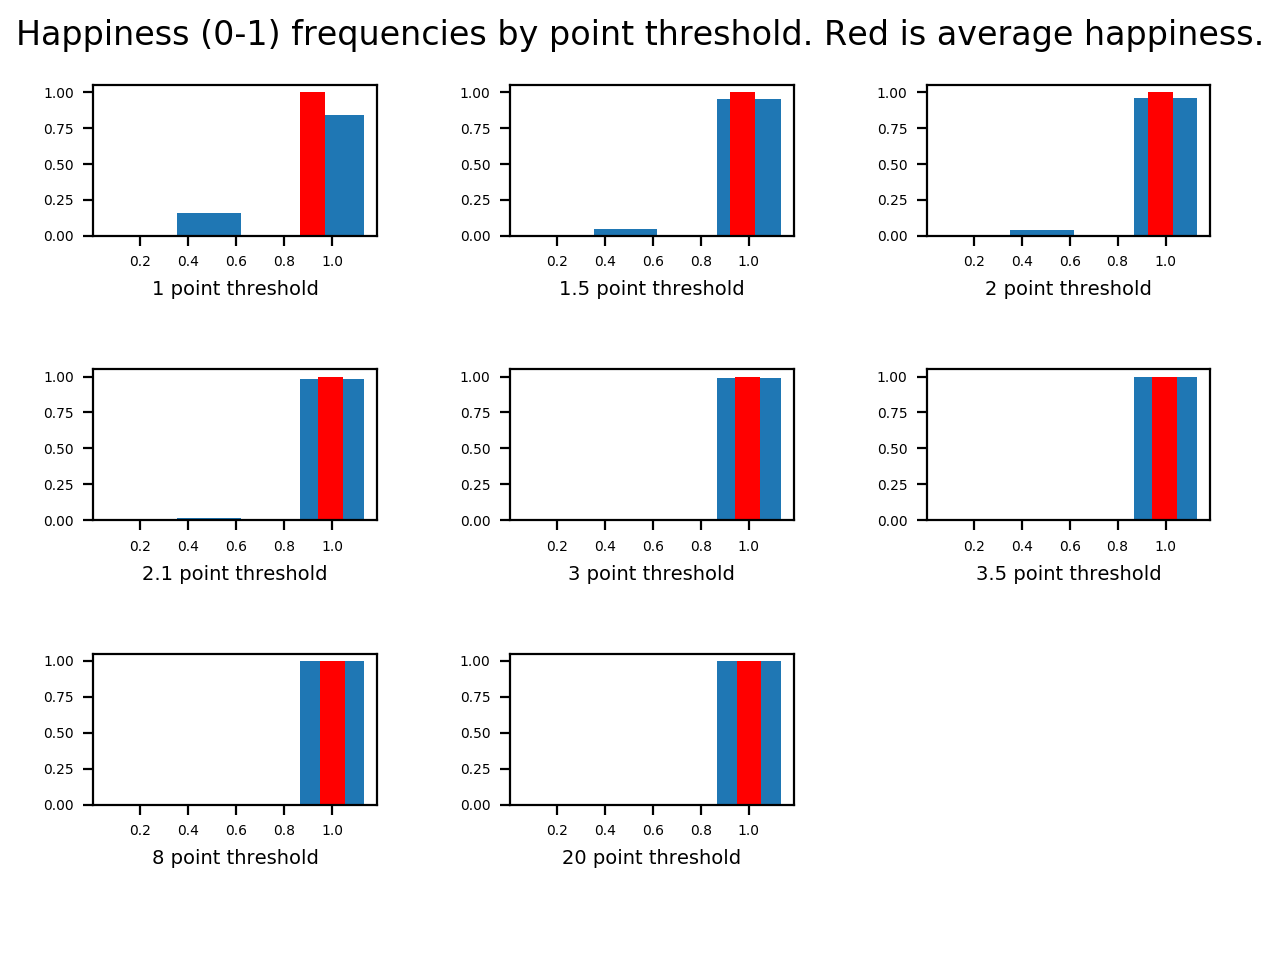 Happiness (0-1) frequencies by point threshold. Red is average happiness.
1.00 1.00 1.00
0.75 0.75 0.75
0.50 0.50 0.50
0.25 0.25 0.25
0.00 0.00 0.00
0.2 0.4 0.6 0.8 1.0 0.2 0.4 0.6 0.8 1.0 0.2 0.4 0.6 0.8 1.0
1 point threshold 1.5 point threshold 2 point threshold
1.00 1.00 1.00
0.75 0.75 0.75
0.50 0.50 0.50
0.25 0.25 0.25
0.00 0.00 0.00
0.2 0.4 0.6 0.8 1.0 0.2 0.4 0.6 0.8 1.0 0.2 0.4 0.6 0.8 1.0
2.1 point threshold 3 point threshold 3.5 point threshold
1.00 1.00
0.75 0.75
0.50 0.50
0.25 0.25
0.00 0.00
0.2 0.4 0.6 0.8 1.0 0.2 0.4 0.6 0.8 1.0
8 point threshold 20 point threshold